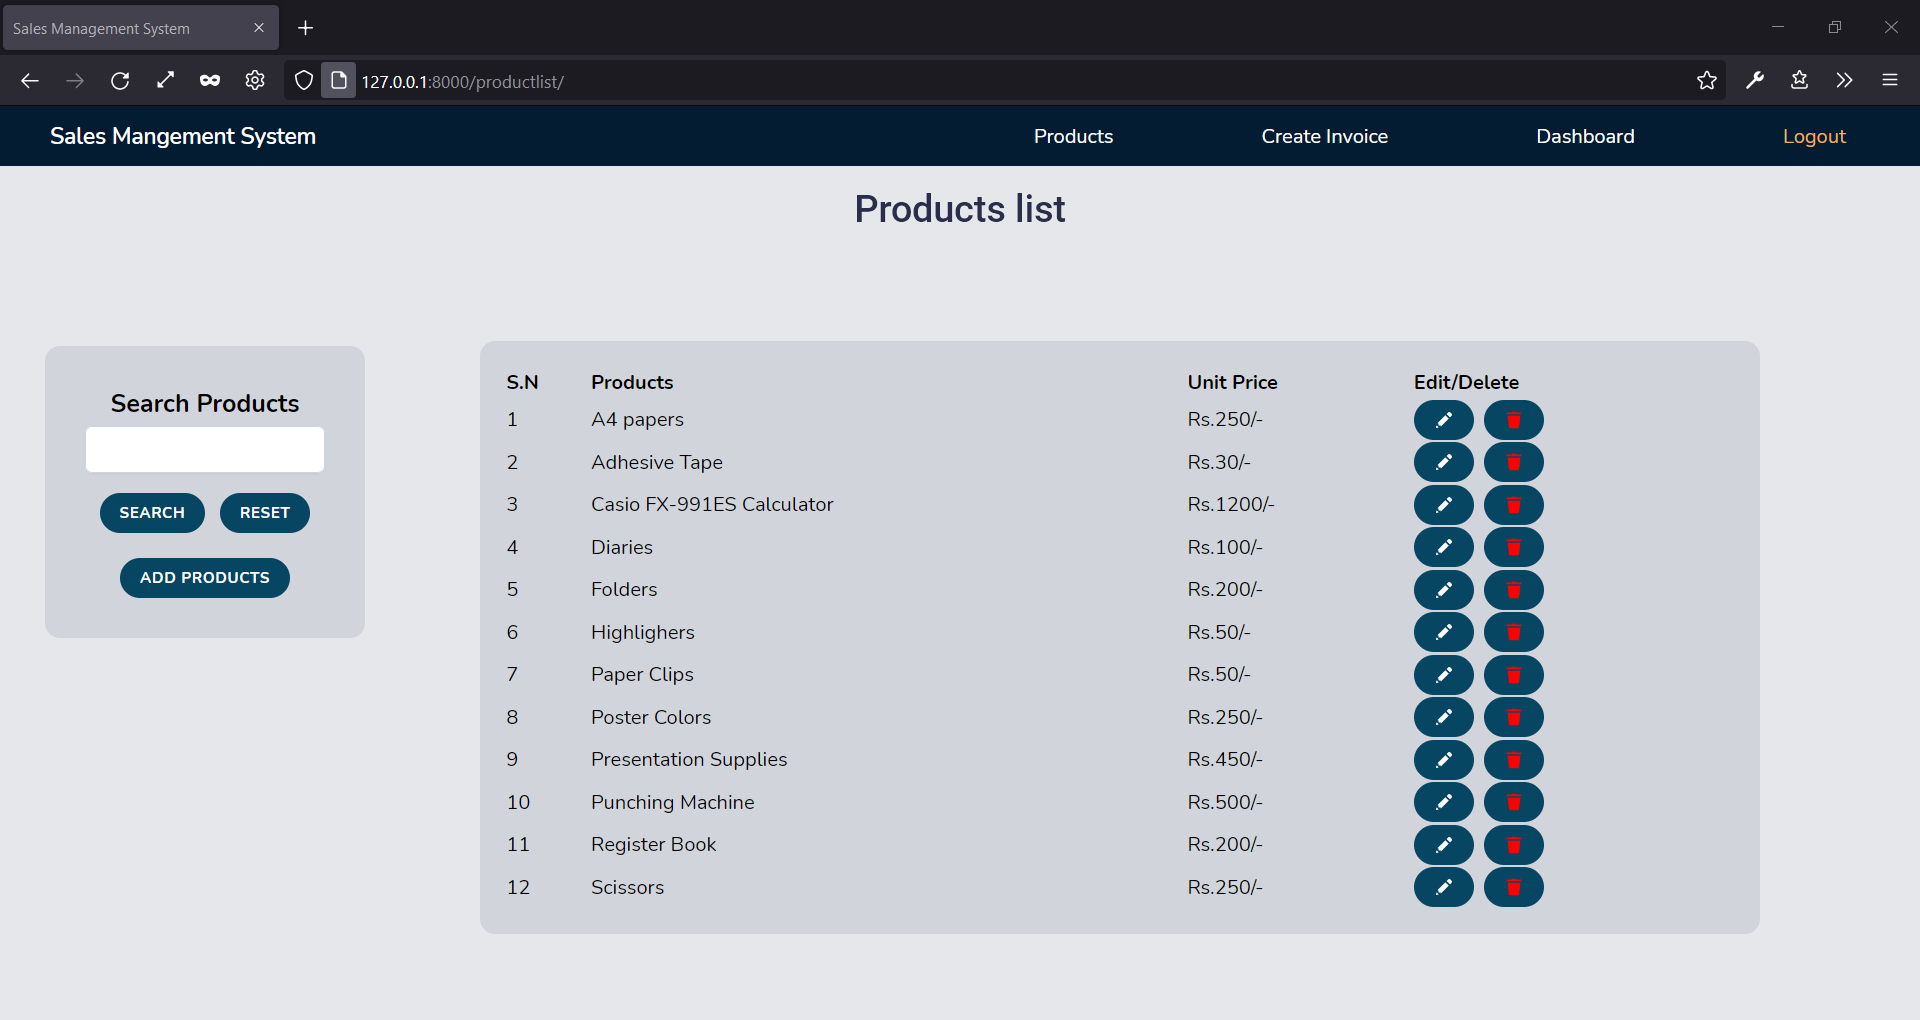 Sales Management System
127.0.0.1:8000/productlist/
Sales Mangement System Products Create Invoice Dashboard Logout
Products list
Search Products
SEARCH RESET
ADD PRODUCTS
S.N Products Unit Price Edit/Delete
1 A4 papers Rs.250/-
2 Adhesive Tape Rs.30/-
3 Casio FX-991ES Calculator Rs.1200/-
4 Diaries Rs.100/-
5 Folders Rs.200/-
6 Highlighers Rs.50/-
7 Paper Clips Rs.50/-
8 Poster Colors Rs.250/-
9 Presentation Supplies Rs.450/-
10 Punching Machine Rs.500/-
11 Register Book Rs.200/-
12 Scissors Rs.250/-